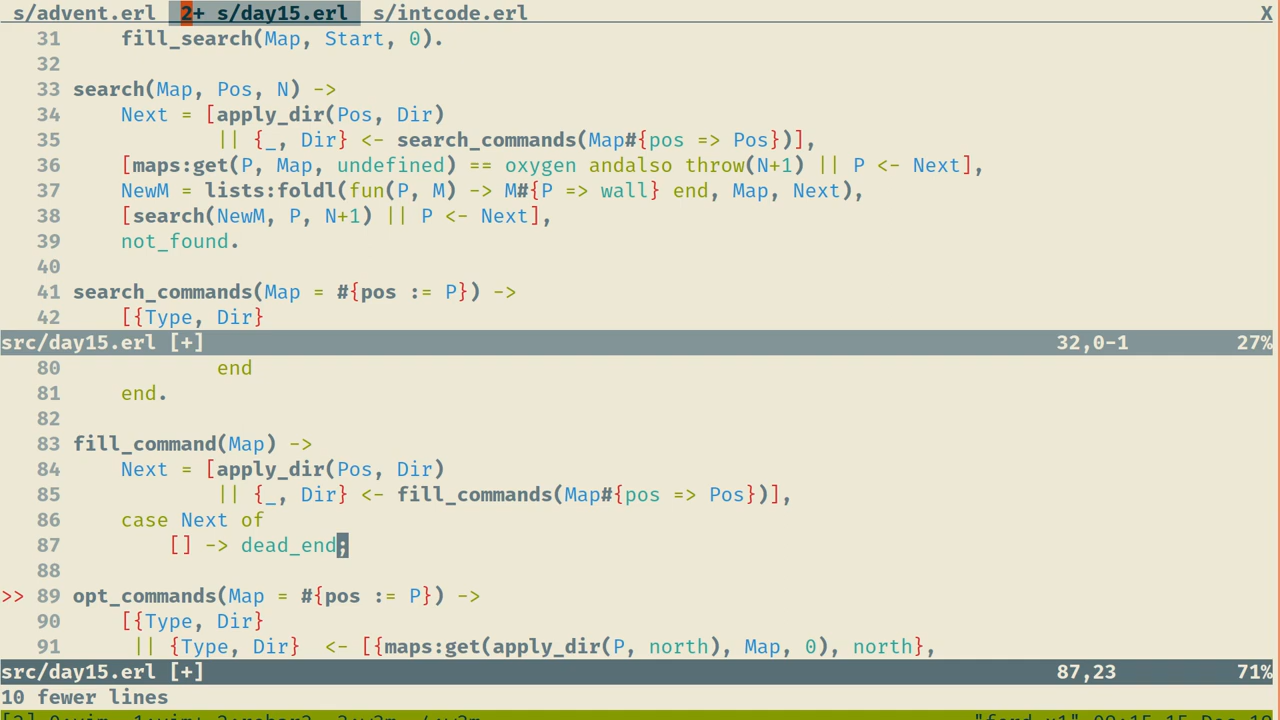 s/advent.erl  2+ s/day15.erl  s/intcode.erl X
31     fill_search(Map, Start, 0).
32
33 search(Map, Pos, N) ->
34     Next = [apply_dir(Pos, Dir)
35             || {_, Dir} <- search_commands(Map#{pos => Pos})],
36     [maps:get(P, Map, undefined) == oxygen andalso throw(N+1) || P <- Next],
37     NewM = lists:foldl(fun(P, M) -> M#{P => wall} end, Map, Next),
38     [search(NewM, P, N+1) || P <- Next],
39     not_found.
40
41 search_commands(Map = #{pos := P}) ->
42     [{Type, Dir}
src/day15.erl [+] 32,0-1 27%
80             end
81     end.
82
83 fill_command(Map) ->
84     Next = [apply_dir(Pos, Dir)
85             || {_, Dir} <- fill_commands(Map#{pos => Pos})],
86     case Next of
87         [] -> dead_end;
88
>> 89 opt_commands(Map = #{pos := P}) ->
90     [{Type, Dir}
91      || {Type, Dir}  <- [{maps:get(apply_dir(P, north), Map, 0), north},
src/day15.erl [+] 87,23 71%
10 fewer lines